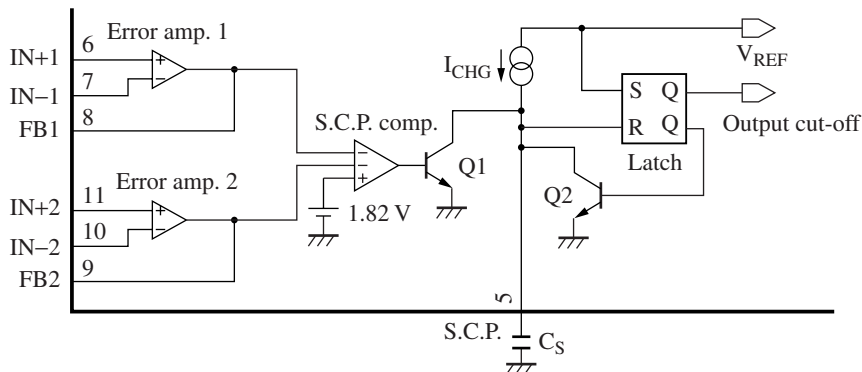 Error amp. 1
IN+1
6
IN−1
7
FB1
8
+
−
I_CHG
V_REF
S.C.P. comp.
−
−
+
1.82 V
Q1
S Q
R Q
Latch
Output cut-off
Q2
Error amp. 2
IN+2
11
IN−2
10
FB2
9
+
−
5
S.C.P.
C_S